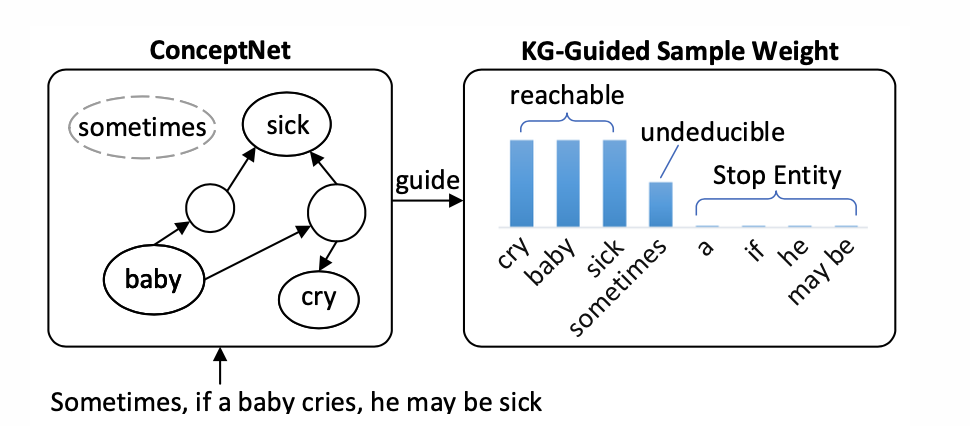 ConceptNet
KG-Guided Sample Weight
sometimes
sick
baby
cry
guide
reachable
undeducible
Stop Entity
cry
baby
sick
sometimes
a
if
he
may be
Sometimes, if a baby cries, he may be sick